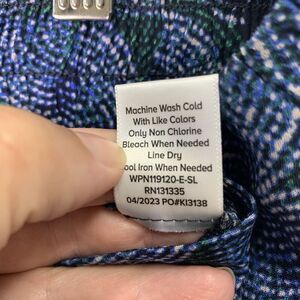 Machine Wash Cold
With Like Colors
Only Non Chlorine
Bleach When Needed
Line Dry
ool Iron When Needed
WPN119120-E-SL
RN131335
04/2023 PO#KI3138